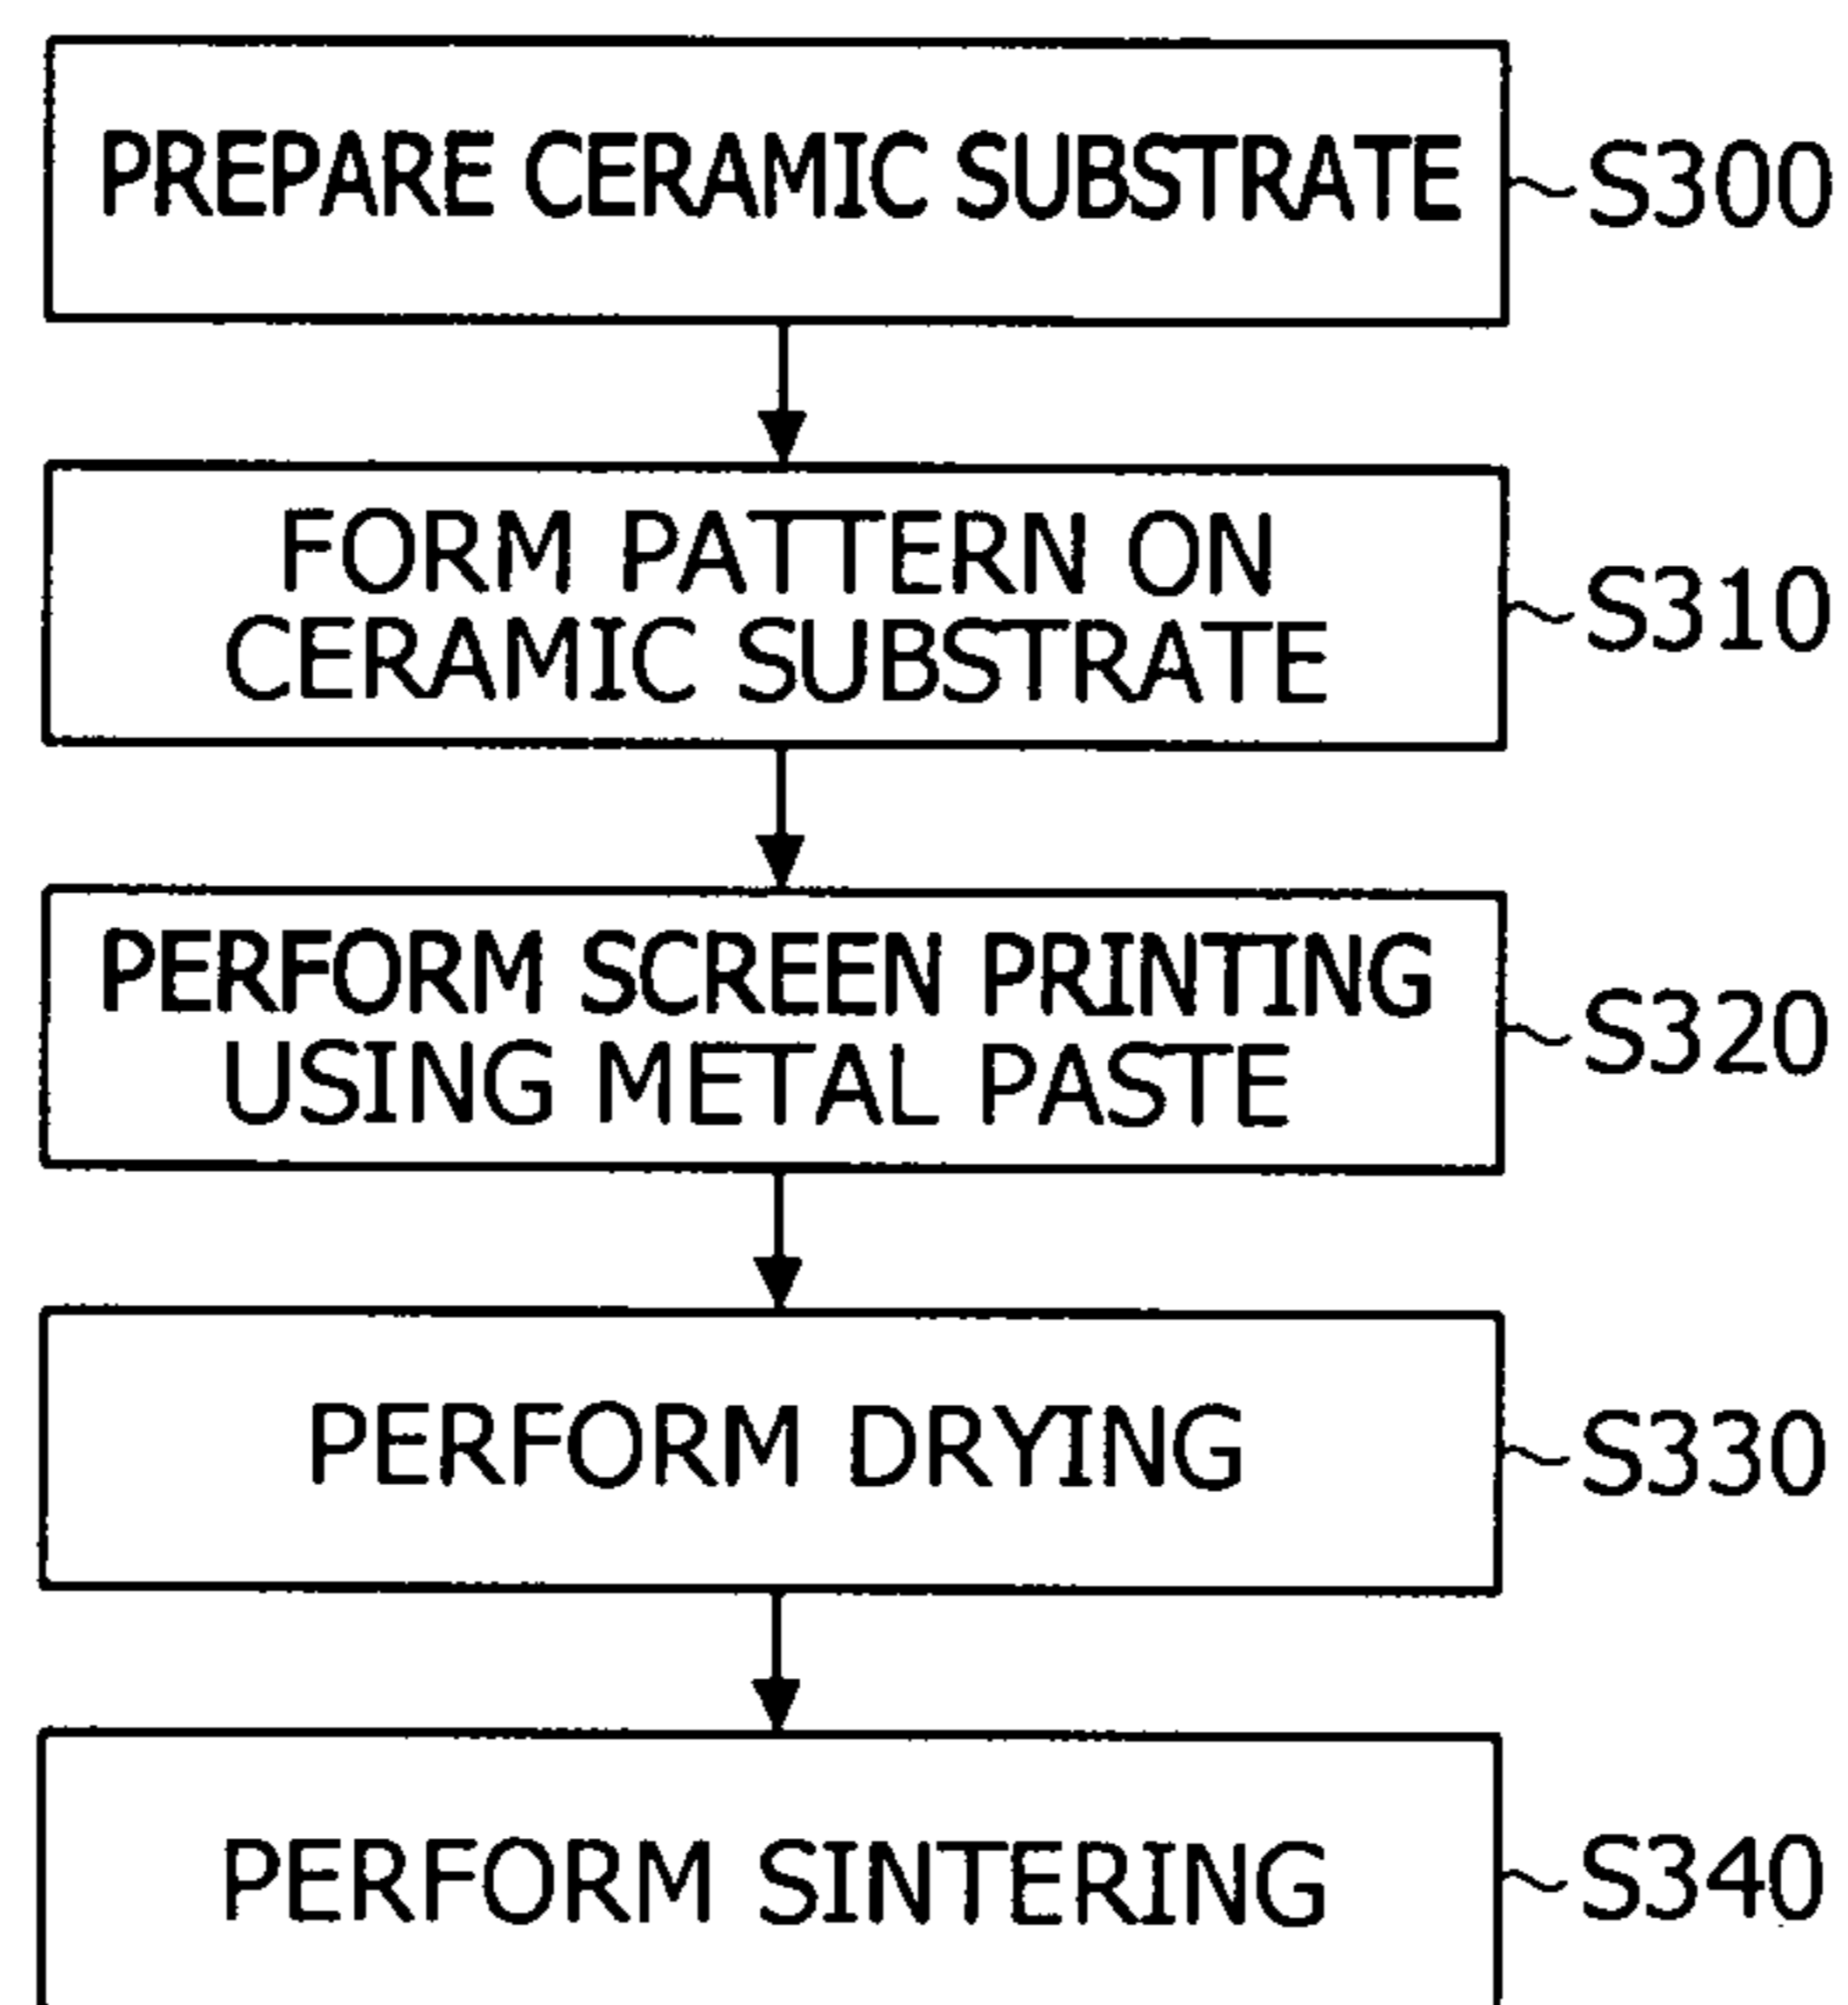 PREPARE CERAMIC SUBSTRATE
S300
FORM PATTERN ON
CERAMIC SUBSTRATE
S310
PERFORM SCREEN PRINTING
USING METAL PASTE
S320
PERFORM DRYING
S330
PERFORM SINTERING
S340